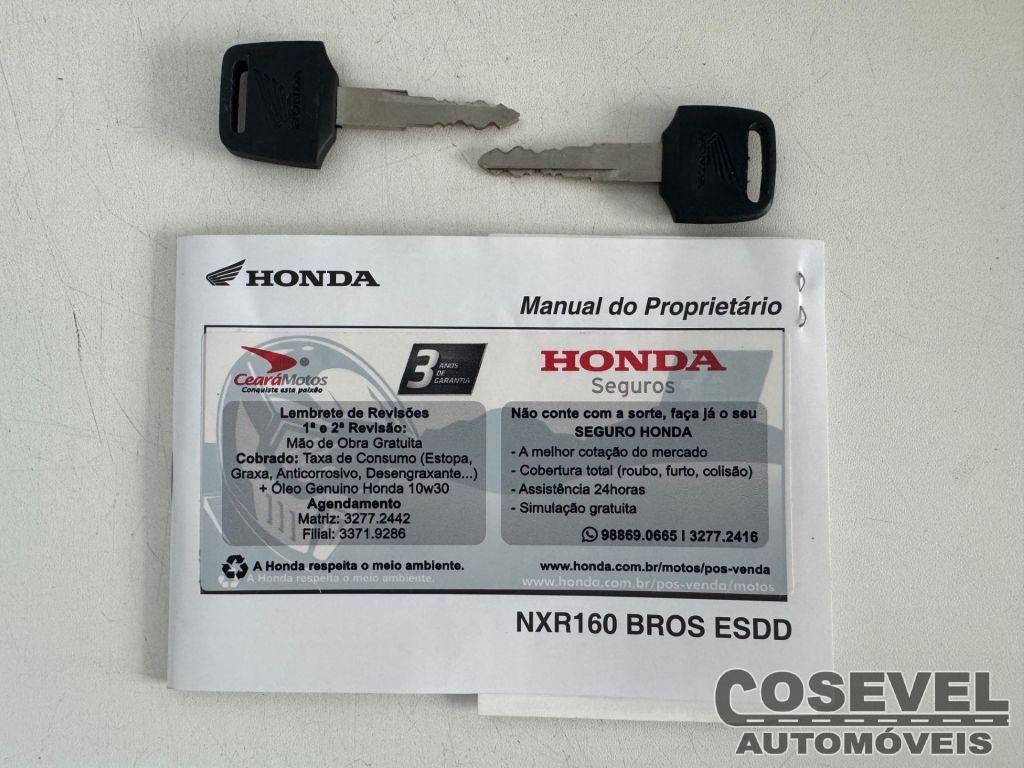 HONDA
HONDA
HONDA
Manual do Proprietário
CearáMotos
Conquiste esta paixão
3 ANOS
DE
GARANTIA
HONDA
Seguros
Lembrete de Revisões
1ª e 2ª Revisão:
Mão de Obra Gratuita
Cobrado: Taxa de Consumo (Estopa,
Graxa, Anticorrosivo, Desengraxante...)
+ Óleo Genuino Honda 10w30
Agendamento
Matriz: 3277.2442
Filial: 3371.9286
Não conte com a sorte, faça já o seu
SEGURO HONDA
- A melhor cotação do mercado
- Cobertura total (roubo, furto, colisão)
- Assistência 24horas
- Simulação gratuita
98869.0665 I 3277.2416
A Honda respeita o meio ambiente.
www.honda.com.br/motos/pos-venda
A Honda respeita o meio ambiente.
www.honda.com.br/pos-venda/motos
NXR160 BROS ESDD
COSEVEL
AUTOMÓVEIS